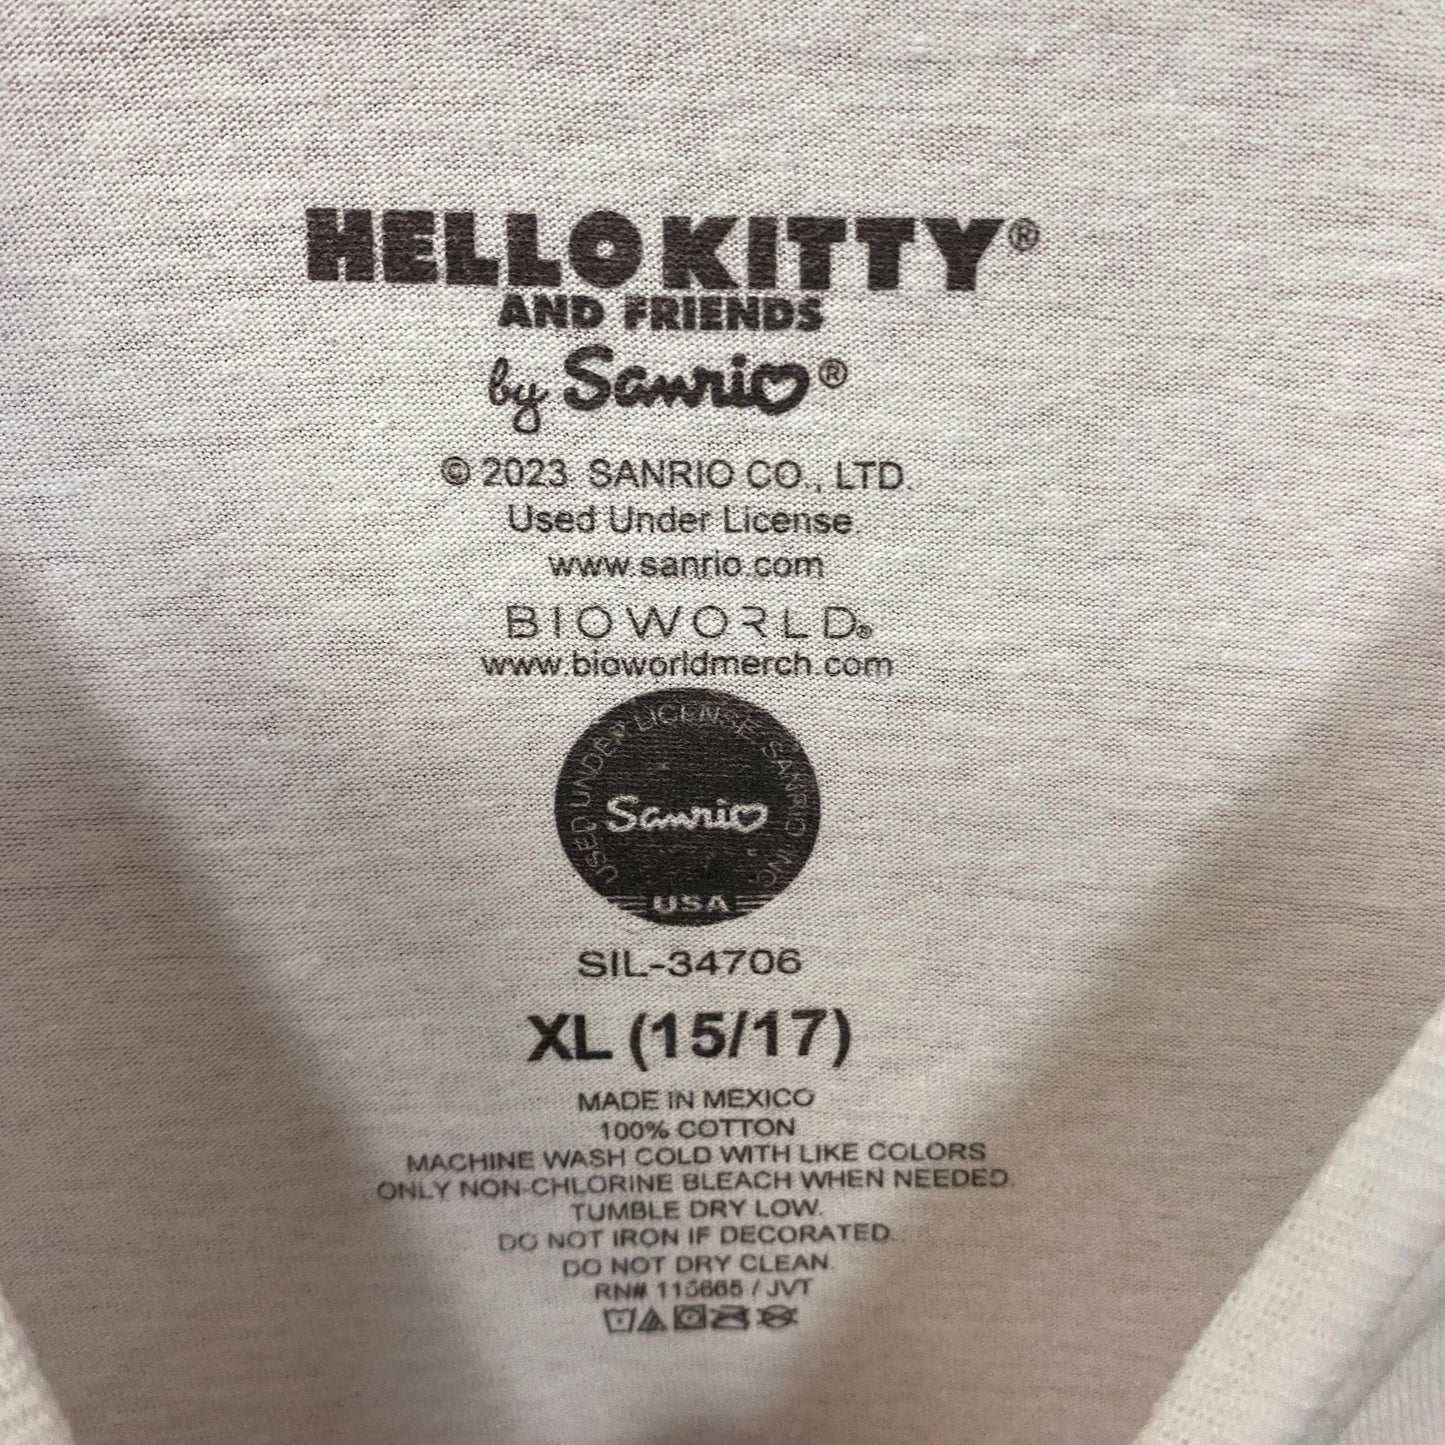 HELLO KITTY®
AND FRIENDS
by Sanrio®
© 2023 SANRIO CO., LTD.
Used Under License.
www.sanrio.com
BIOWORLD®
www.bioworldmerch.com
USED UNDER LICENSE SANRIO INC.
Sanrio
USA
SIL-34706
XL (15/17)
MADE IN MEXICO
100% COTTON
MACHINE WASH COLD WITH LIKE COLORS
ONLY NON-CHLORINE BLEACH WHEN NEEDED.
TUMBLE DRY LOW.
DO NOT IRON IF DECORATED.
DO NOT DRY CLEAN.
RN# / JVT